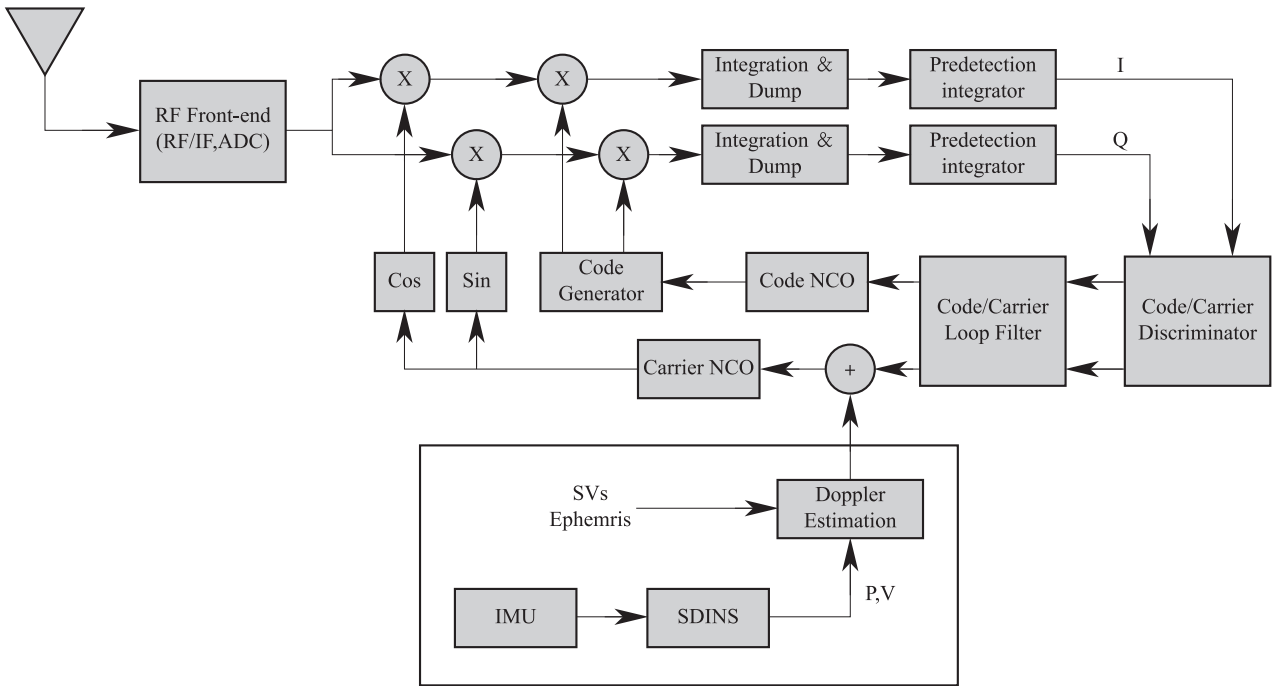 RF Front-end
(RF/IF,ADC)
X
X
Integration &
Dump
Predetection
integrator
I
X
X
Integration &
Dump
Predetection
integrator
Q
Cos
Sin
Code
Generator
Code NCO
Code/Carrier
Loop Filter
Code/Carrier
Discriminator
Carrier NCO
+
SVs
Ephemris
Doppler
Estimation
P,V
IMU
SDINS